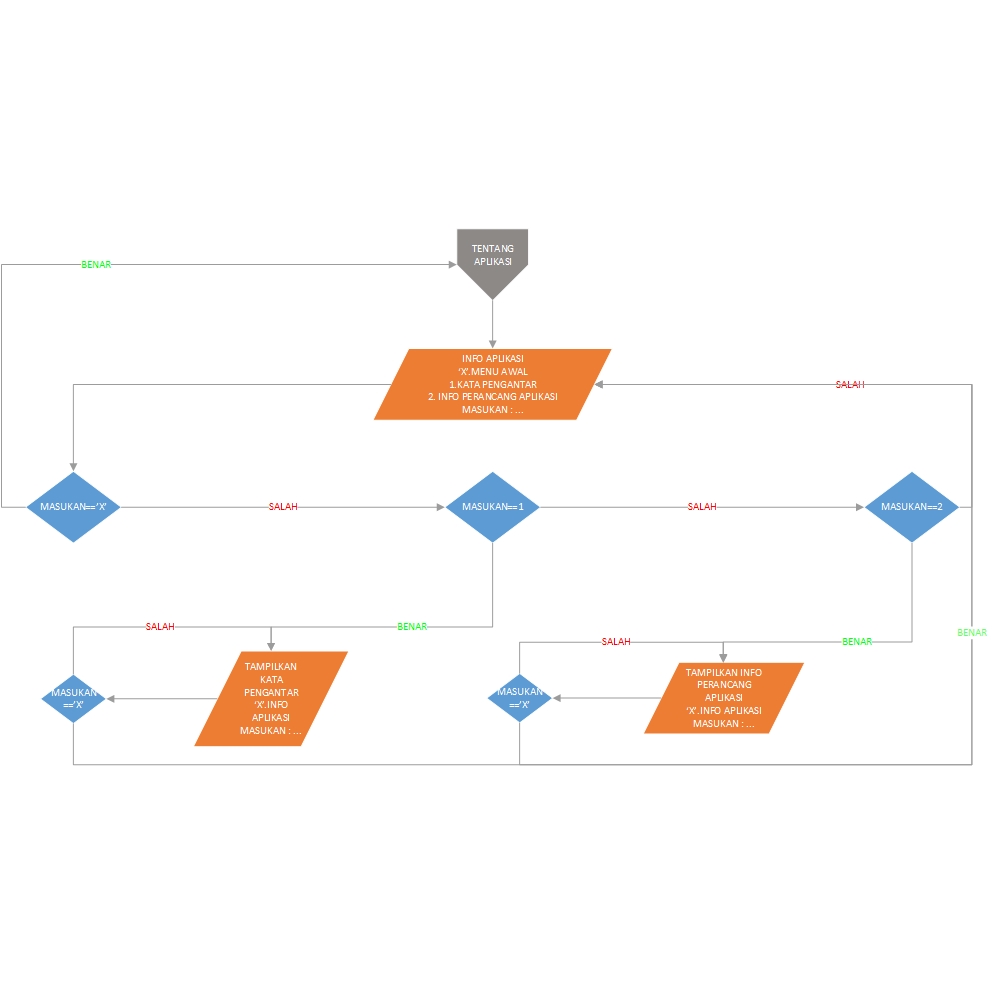 TENTANG
APLIKASI
BENAR
INFO APLIKASI
‘X’.MENU AWAL
1.KATA PENGANTAR
2. INFO PERANCANG APLIKASI
MASUKAN : ...
SALAH
MASUKAN==’X’
SALAH
MASUKAN==1
SALAH
MASUKAN==2
SALAH
BENAR
SALAH
BENAR
BENAR
TAMPILKAN
KATA
PENGANTAR
‘X’.INFO
APLIKASI
MASUKAN : ...
MASUKAN
==’X’
TAMPILKAN INFO
PERANCANG
APLIKASI
‘X’.INFO APLIKASI
MASUKAN : ...
MASUKAN
==’X’